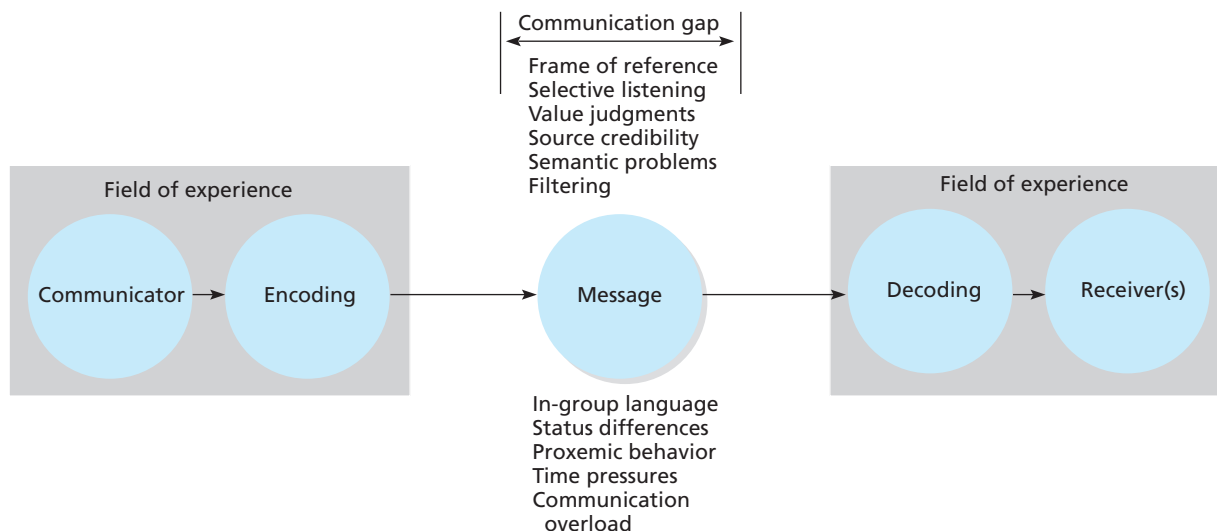 Communication gap
Frame of reference
Selective listening
Value judgments
Source credibility
Semantic problems
Filtering
Field of experience
Communicator
Encoding
Message
Field of experience
Decoding
Receiver(s)
In-group language
Status differences
Proxemic behavior
Time pressures
Communication
overload